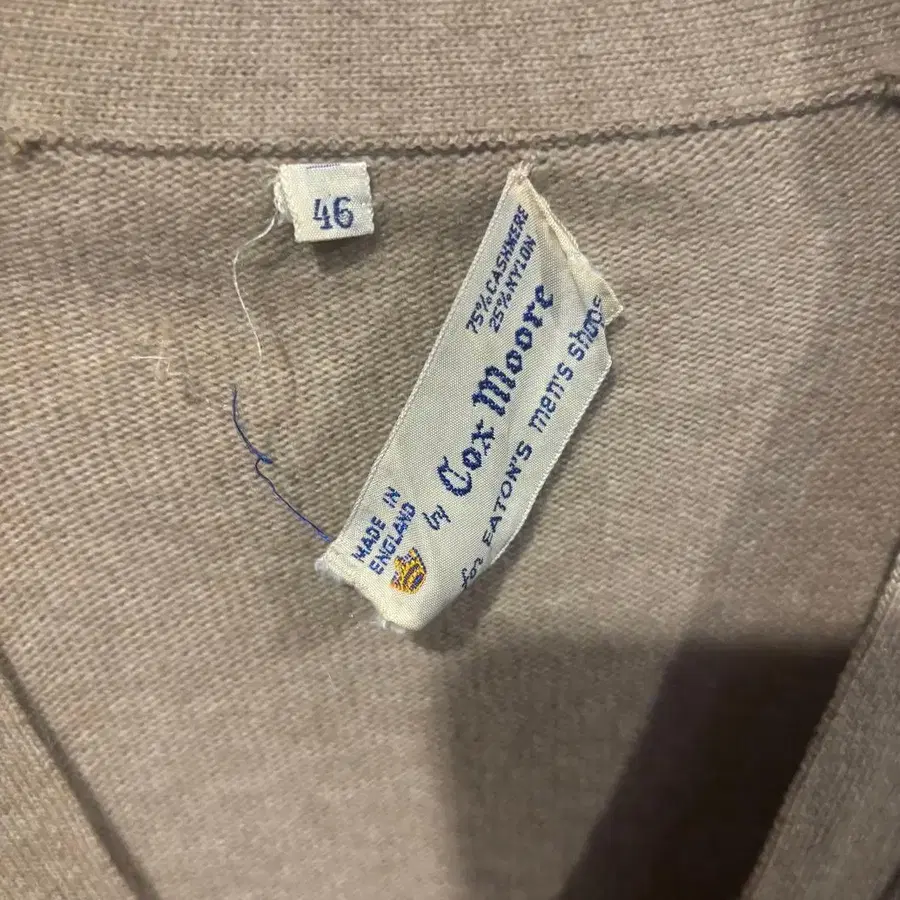 46
75% CASHMERE
25% NYLON
by Cox Moore
for EATON'S men's shops
MADE IN
ENGLAND